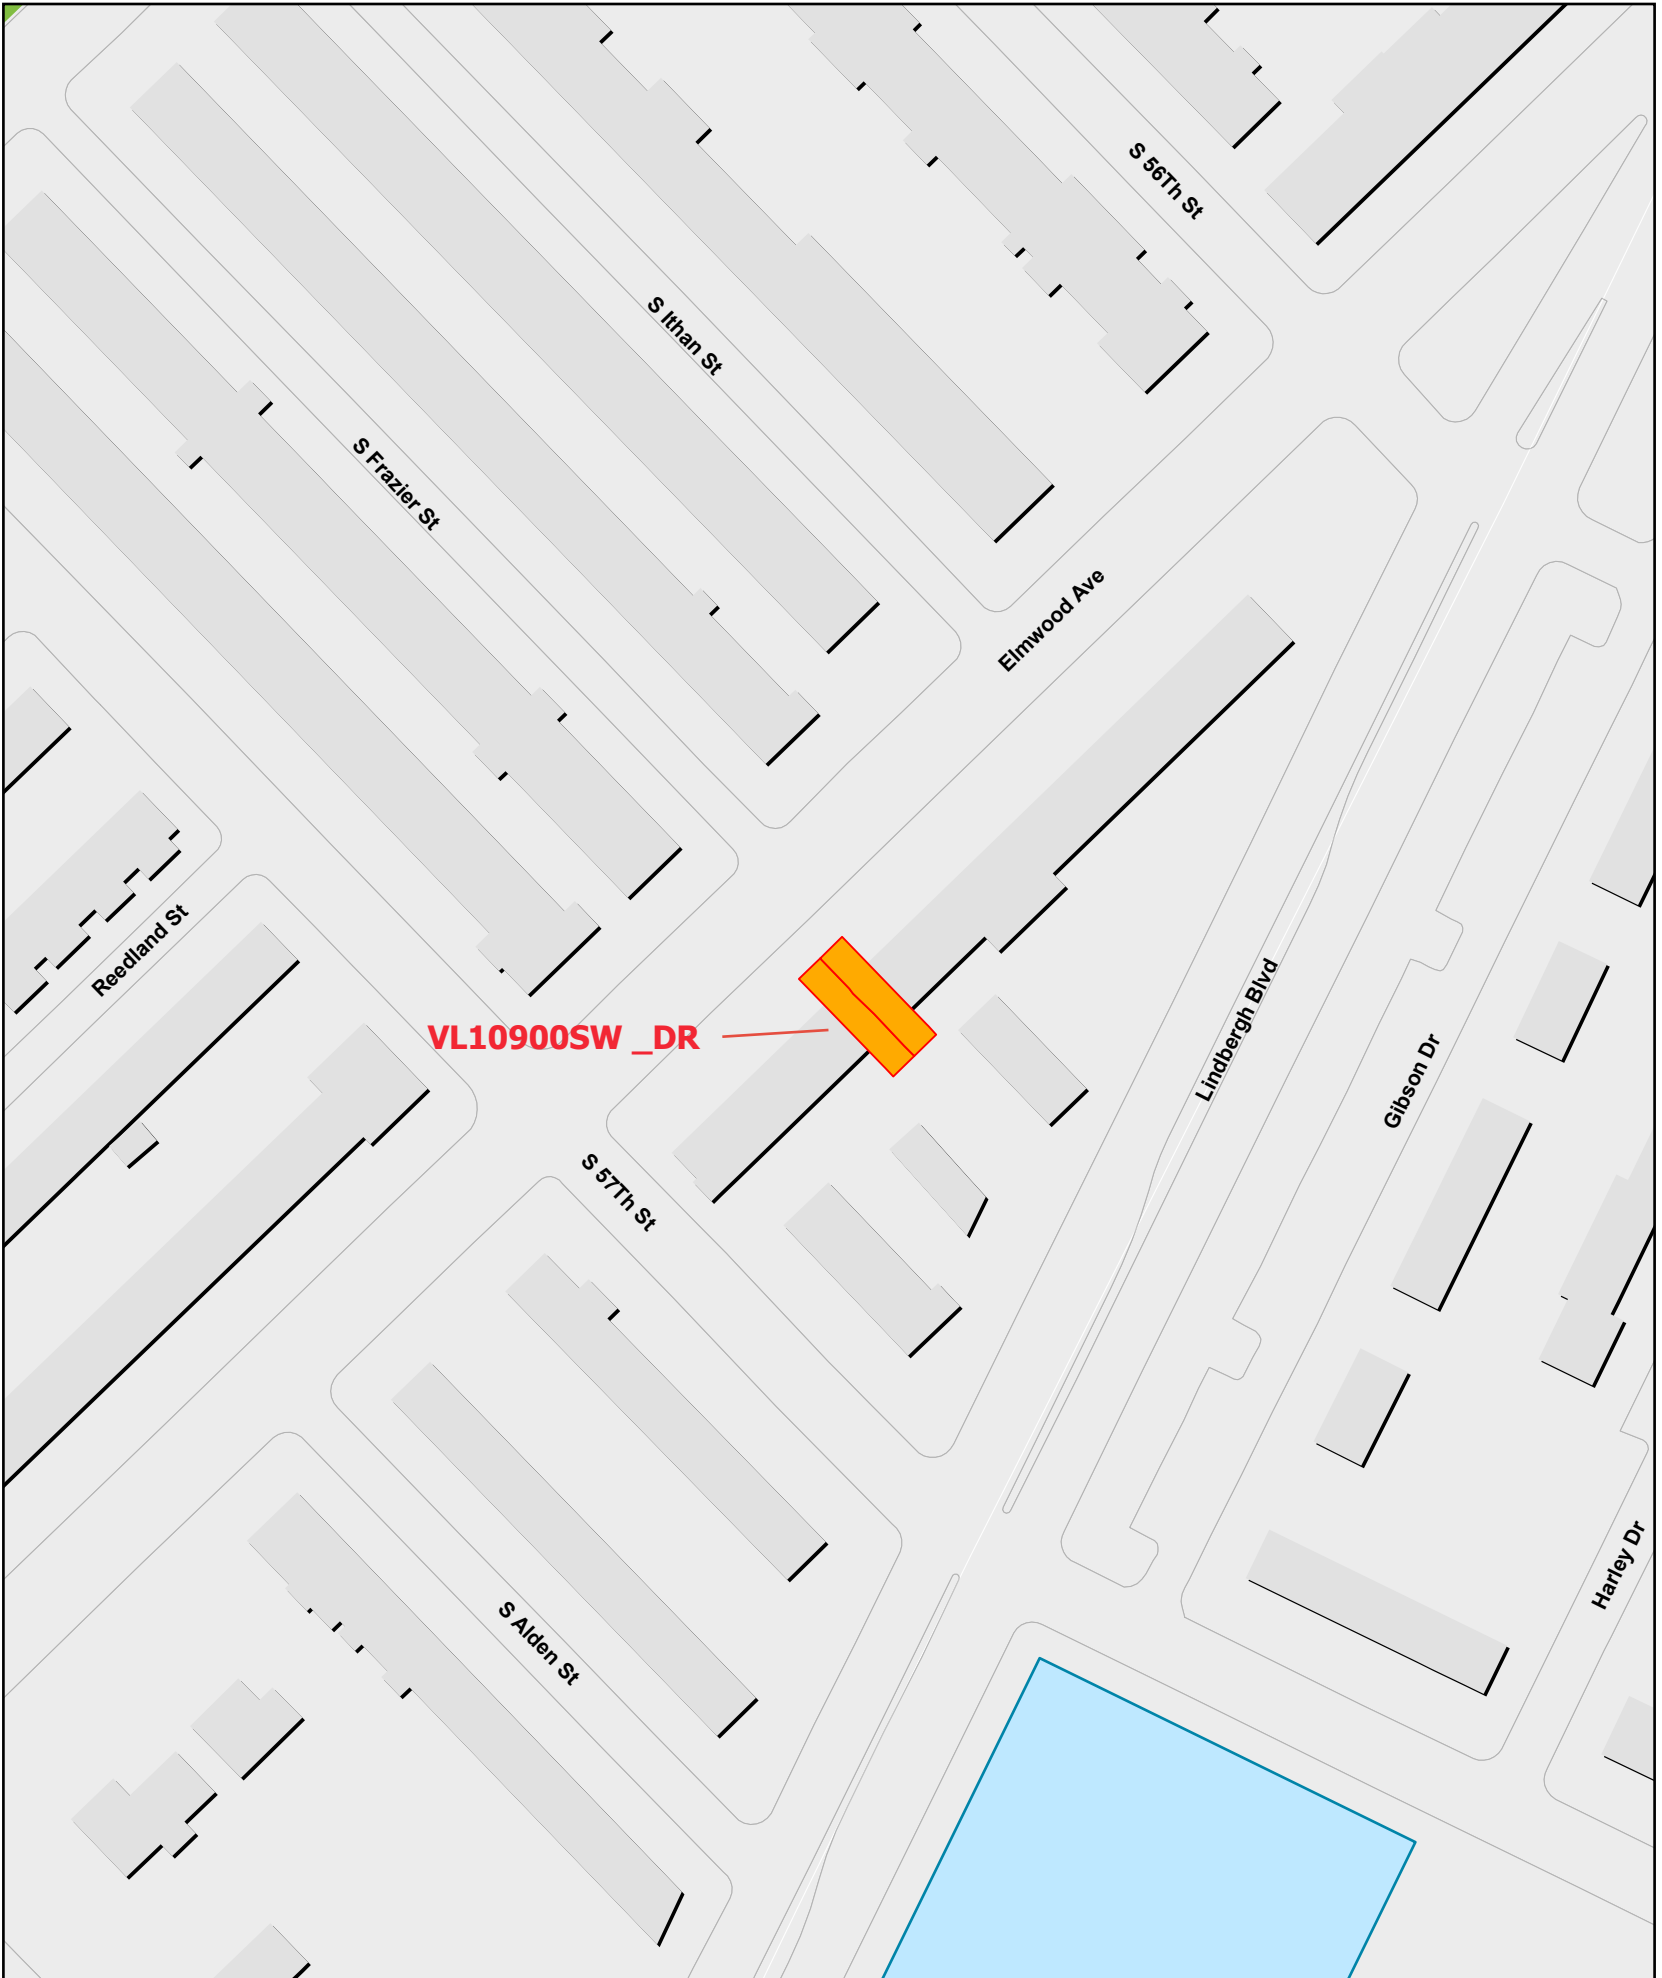 S 56Th St
S Ithan St
S Frazier St
Elmwood Ave
Reedland St
VL10900SW _DR
Lindbergh Blvd
Gibson Dr
S 57Th St
S Alden St
Harley Dr